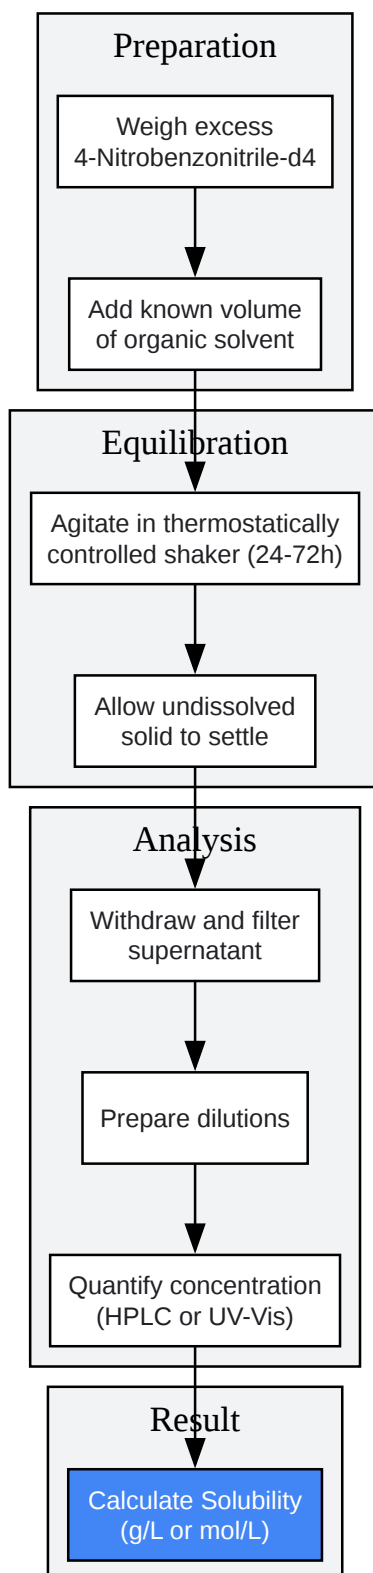 Preparation
Weigh excess
4-Nitrobenzonitrile-d4
Add known volume
of organic solvent
Equilibration
Agitate in thermostatically
controlled shaker (24-72h)
Allow undissolved
solid to settle
Analysis
Withdraw and filter
supernatant
Prepare dilutions
Quantify concentration
(HPLC or UV-Vis)
Result
Calculate Solubility
(g/L or mol/L)